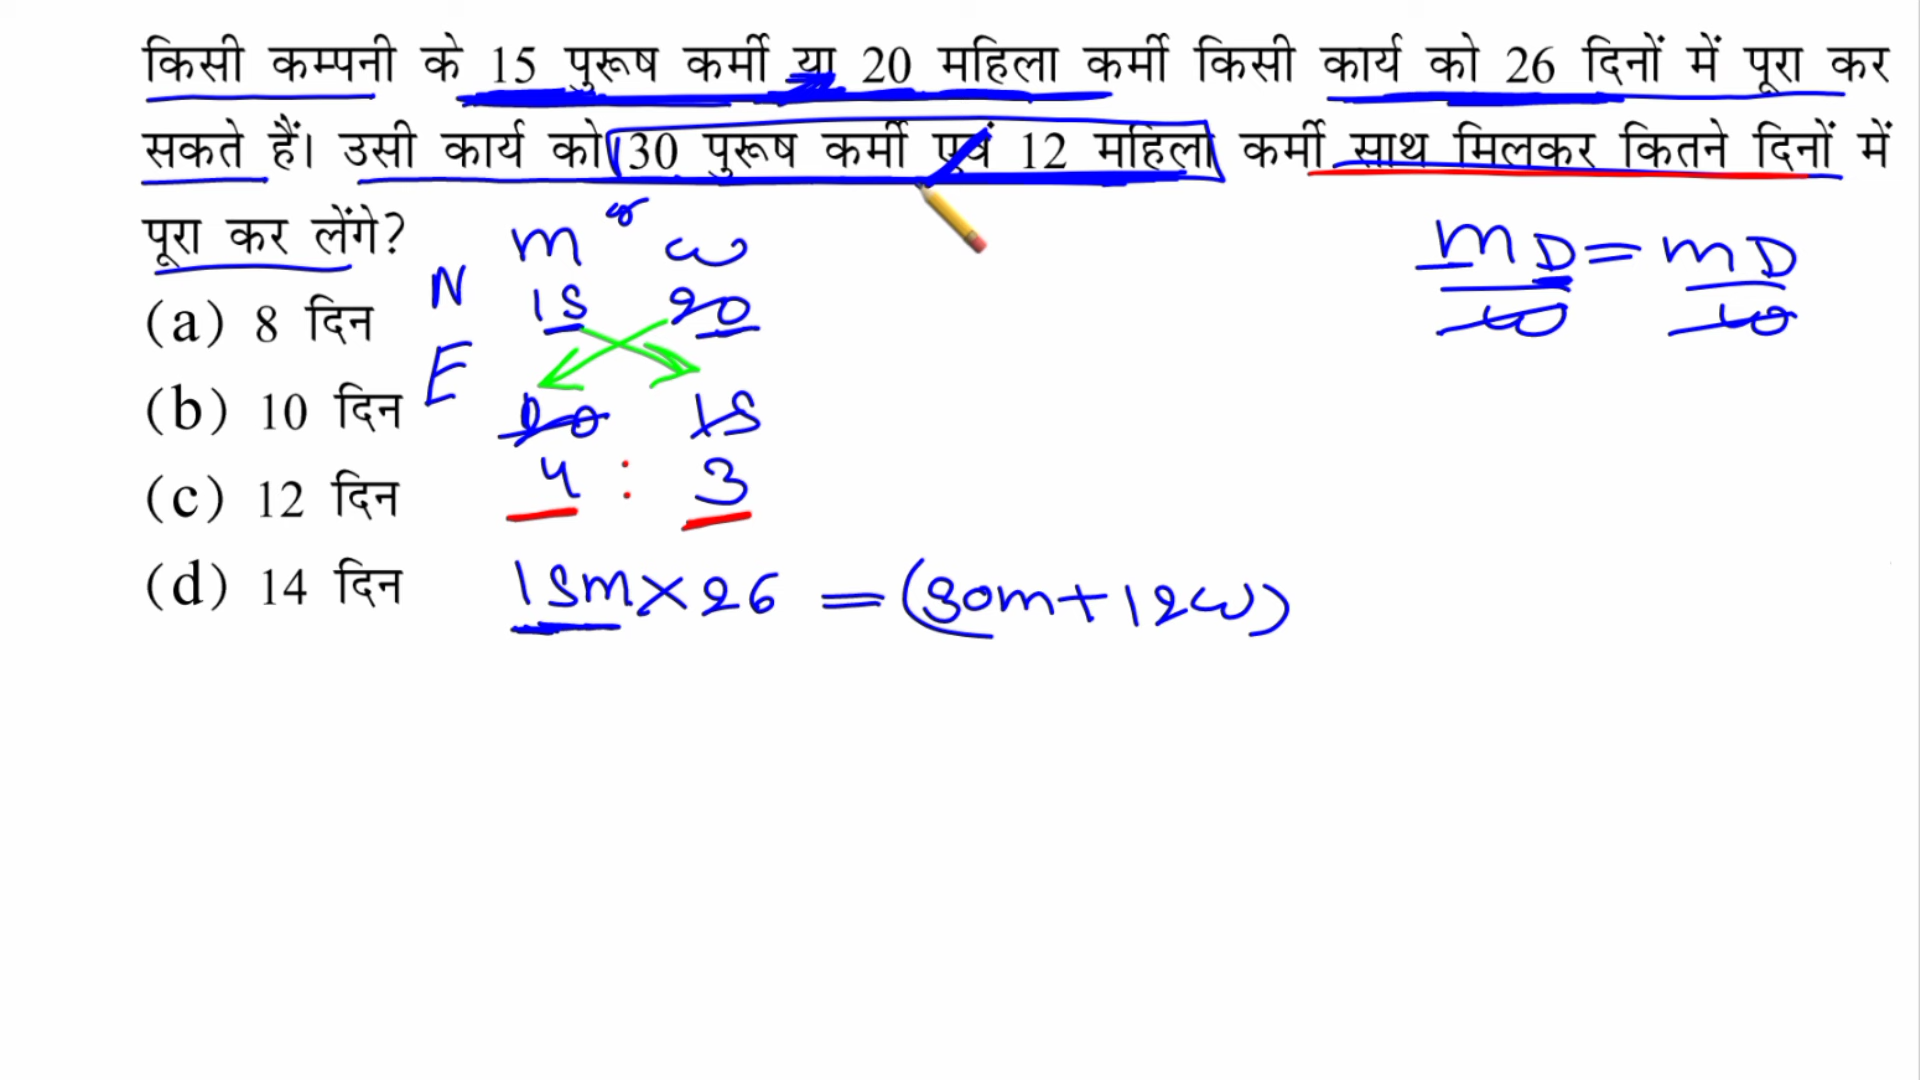 किसी कम्पनी के 15 पुरूष कर्मी या 20 महिला कर्मी किसी कार्य को 26 दिनों में पूरा कर
सकते हैं। उसी कार्य को 30 पुरूष कर्मी एवं 12 महिला कर्मी साथ मिलकर कितने दिनों में
पूरा कर लेंगे?
m or w
N 15 20
E 20 15
4 : 3
MD = MD
W W
(a) 8 दिन
(b) 10 दिन
(c) 12 दिन
(d) 14 दिन
15m×26 = (30m+12w)